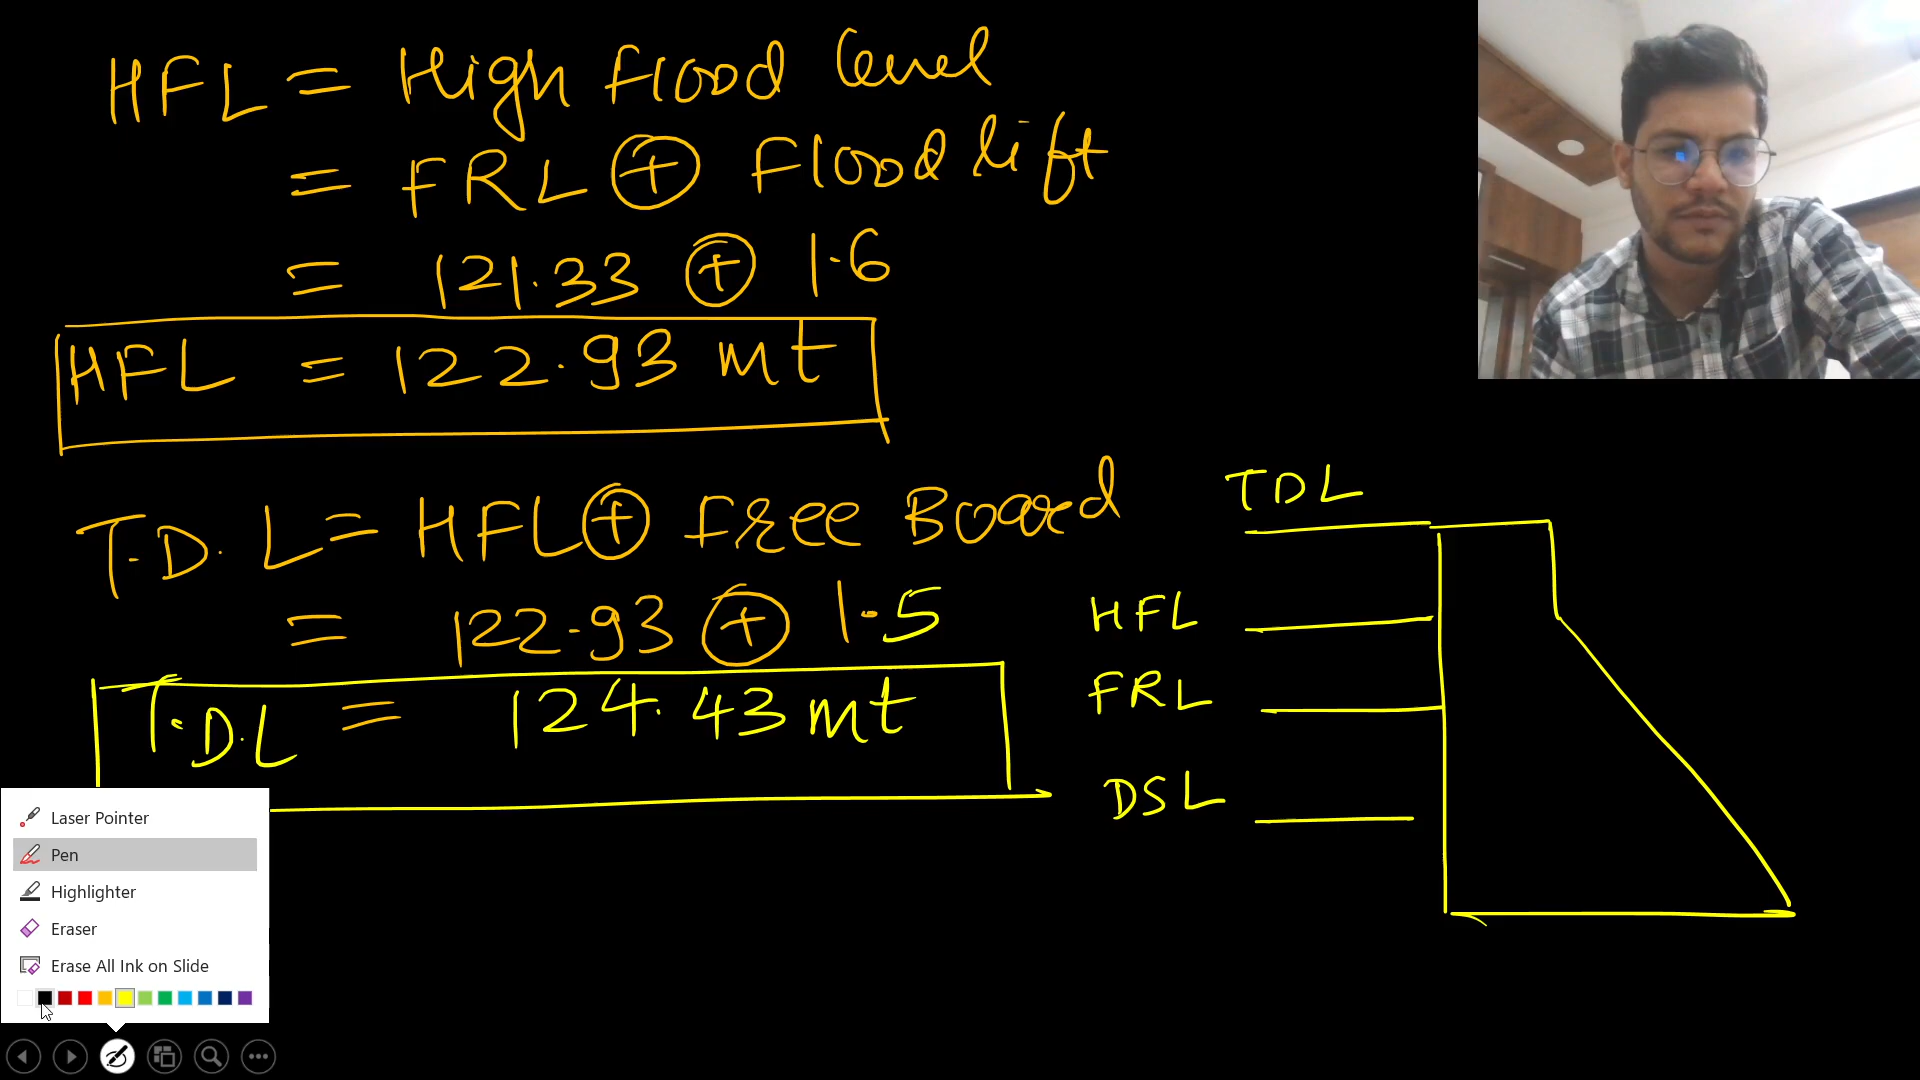 HFL = High flood level
= FRL ⊕ Flood lift
= 121.33 ⊕ 1.6
HFL = 122.93 mt
T.D.L = HFL ⊕ Free Board
= 122.93 ⊕ 1.5
T.D.L = 124.43 mt
TDL
HFL
FRL
DSL
Laser Pointer
Pen
Highlighter
Eraser
Erase All Ink on Slide